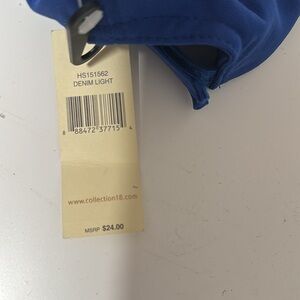 HS151562
DENIM LIGHT
8 88472 37715 4
www.collection18.com
MSRP $24.00